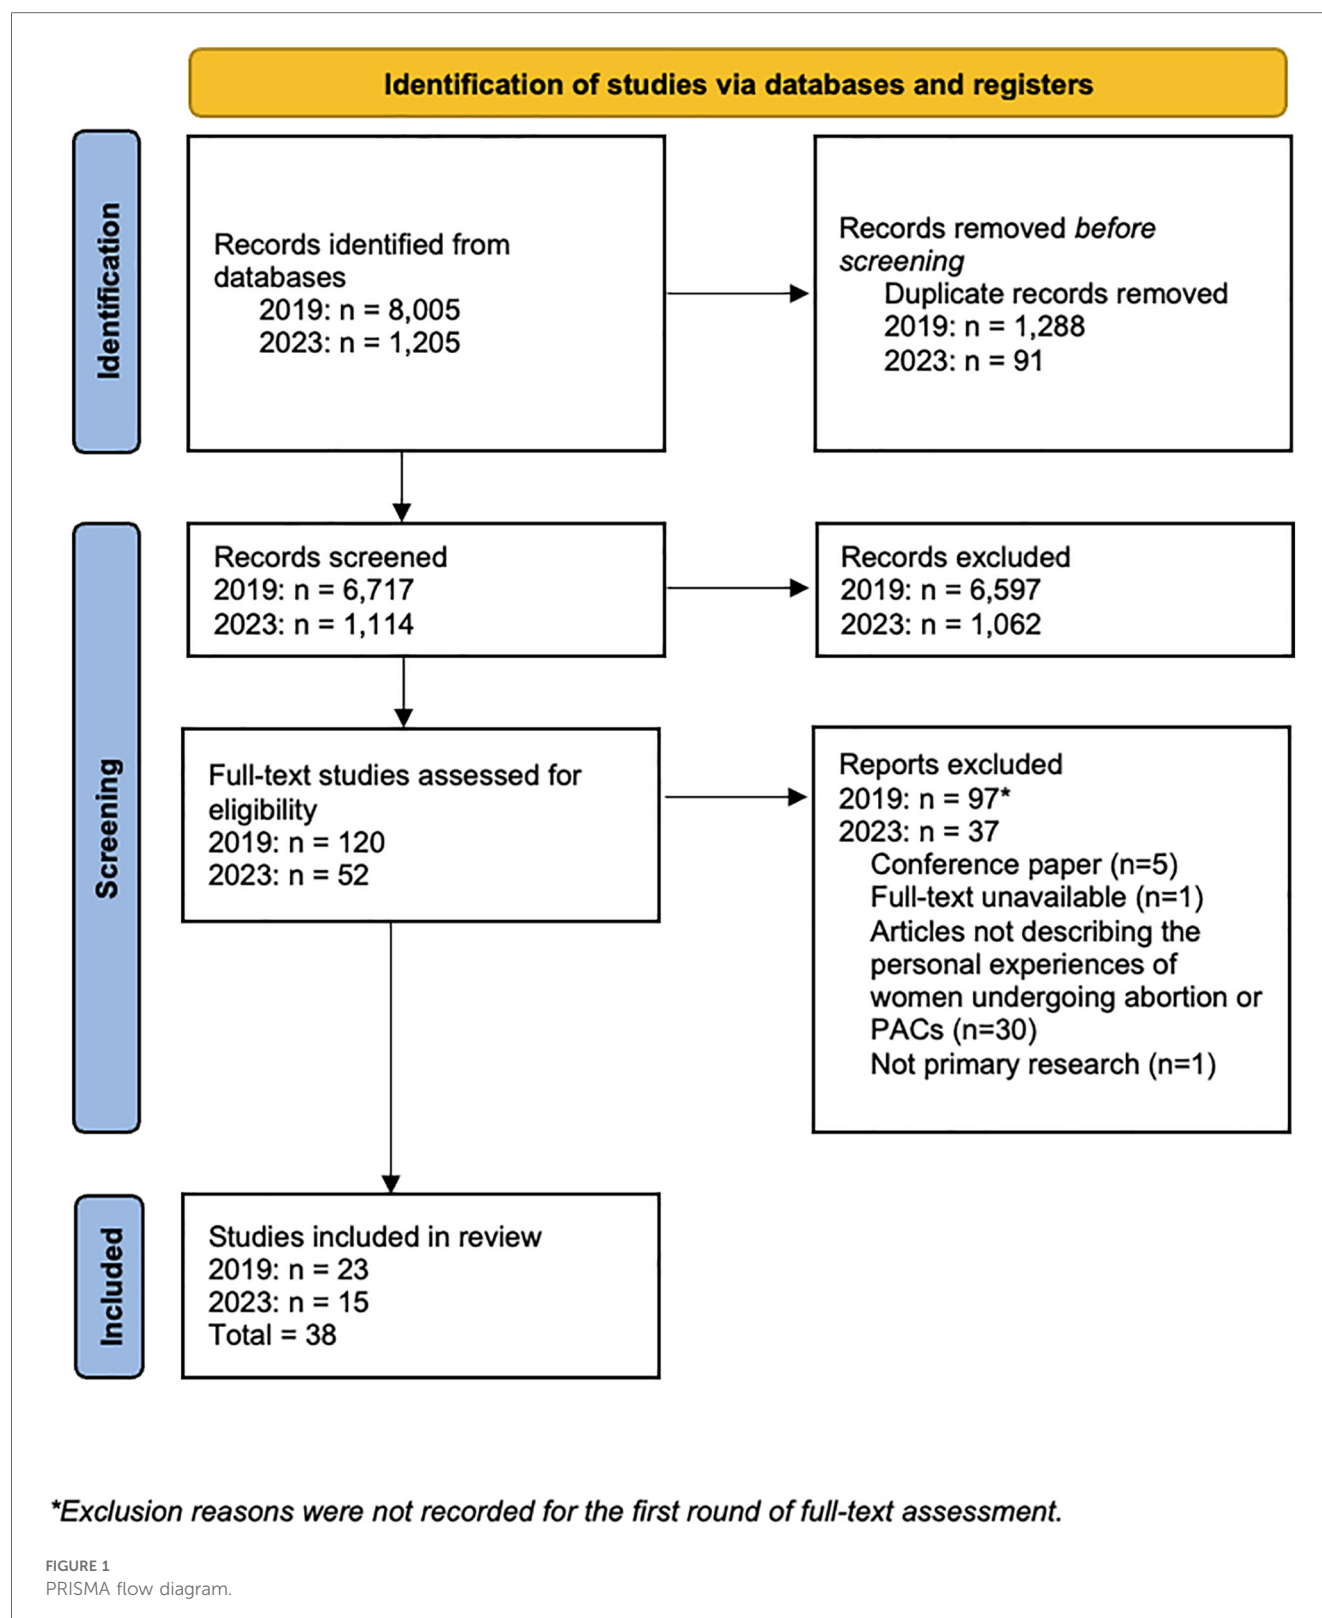 Identification of studies via databases and registers
Identification
Records identified from
databases
2019: n = 8,005
2023: n = 1,205
Records removed before
screening
Duplicate records removed
2019: n = 1,288
2023: n = 91
Screening
Records screened
2019: n = 6,717
2023: n = 1,114
Records excluded
2019: n = 6,597
2023: n = 1,062
Full-text studies assessed for
eligibility
2019: n = 120
2023: n = 52
Reports excluded
2019: n = 97*
2023: n = 37
Conference paper (n=5)
Full-text unavailable (n=1)
Articles not describing the
personal experiences of
women undergoing abortion or
PACs (n=30)
Not primary research (n=1)
Included
Studies included in review
2019: n = 23
2023: n = 15
Total = 38
*Exclusion reasons were not recorded for the first round of full-text assessment.
FIGURE 1
PRISMA flow diagram.